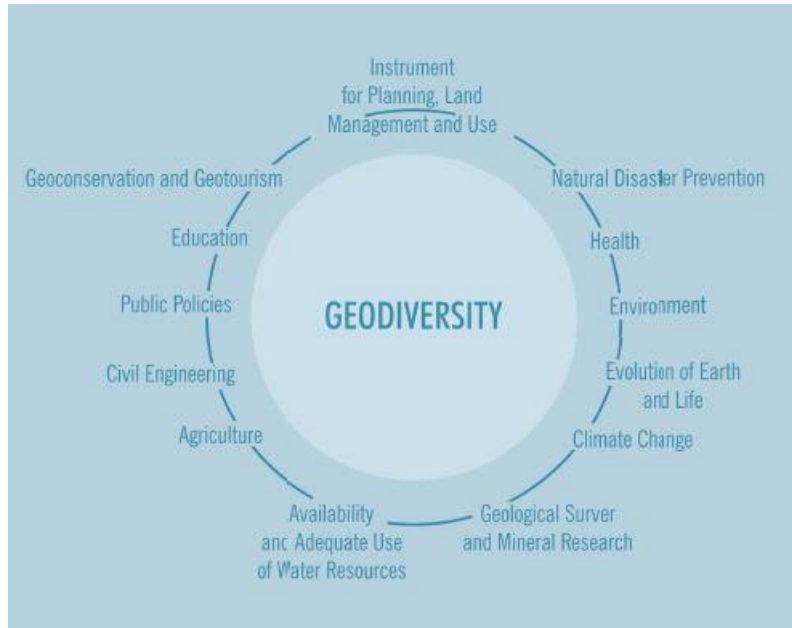 Instrument
for Planning, Land
Management and Use
Geoconservation and Geotourism
Natural Disaster Prevention
Education
Health
Public Policies
GEODIVERSITY
Environment
Civil Engineering
Evolution of Earth
and Life
Agriculture
Climate Change
Availability
and Adequate Use
of Water Resources
Geological Surver
and Mineral Research